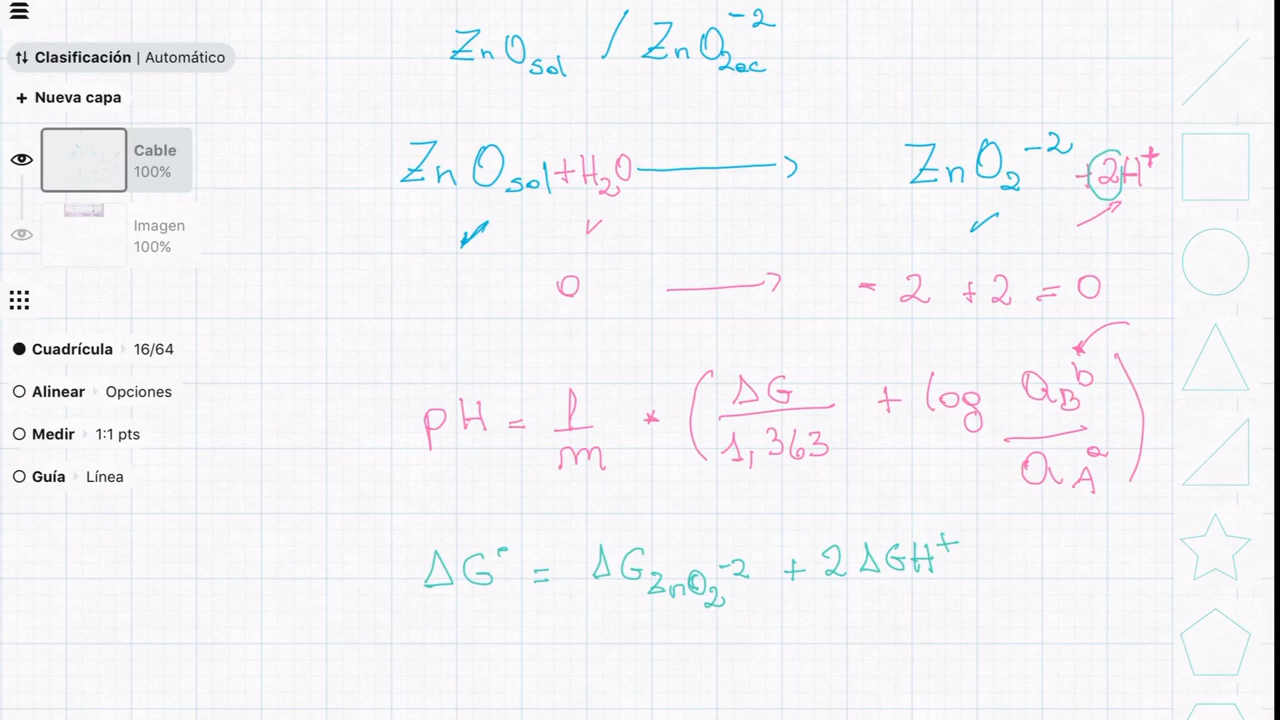 ZnO sol / ZnO2ac -2
Clasificación | Automático
+ Nueva capa
Cable
100%
Imagen
100%
ZnO sol + H2O → ZnO2 -2 + 2H+
0 → - 2 + 2 = 0
Cuadrícula 16/64
Alinear Opciones
Medir 1:1 pts
Guía Línea
pH = 1/m * (ΔG/1,363 + log aB^b/aA^a)
ΔG° = ΔG ZnO2 -2 + 2ΔGH+